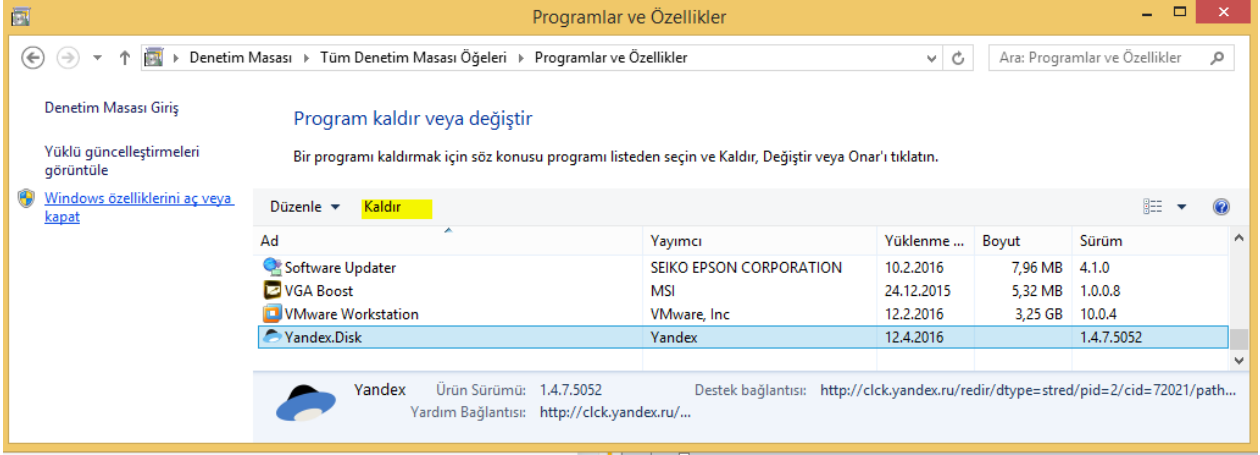 Programlar ve Özellikler
Denetim Masası Tüm Denetim Masası Öğeleri Programlar ve Özellikler Ara: Programlar ve Özellikler
Denetim Masası Giriş
Yüklü güncelleştirmeleri
görüntüle
Windows özelliklerini aç veya
kapat
Program kaldır veya değiştir
Bir programı kaldırmak için söz konusu programı listeden seçin ve Kaldır, Değiştir veya Onar'ı tıklatın.
Düzenle Kaldır
Ad Yayımcı Yüklenme ... Boyut Sürüm
Software Updater SEIKO EPSON CORPORATION 10.2.2016 7,96 MB 4.1.0
VGA Boost MSI 24.12.2015 5,32 MB 1.0.0.8
VMware Workstation VMware, Inc 12.2.2016 3,25 GB 10.0.4
Yandex.Disk Yandex 12.4.2016 1.4.7.5052
Yandex Ürün Sürümü: 1.4.7.5052 Destek bağlantısı: http://clck.yandex.ru/redir/dtype=stred/pid=2/cid=72021/path...
Yardım Bağlantısı: http://clck.yandex.ru/...